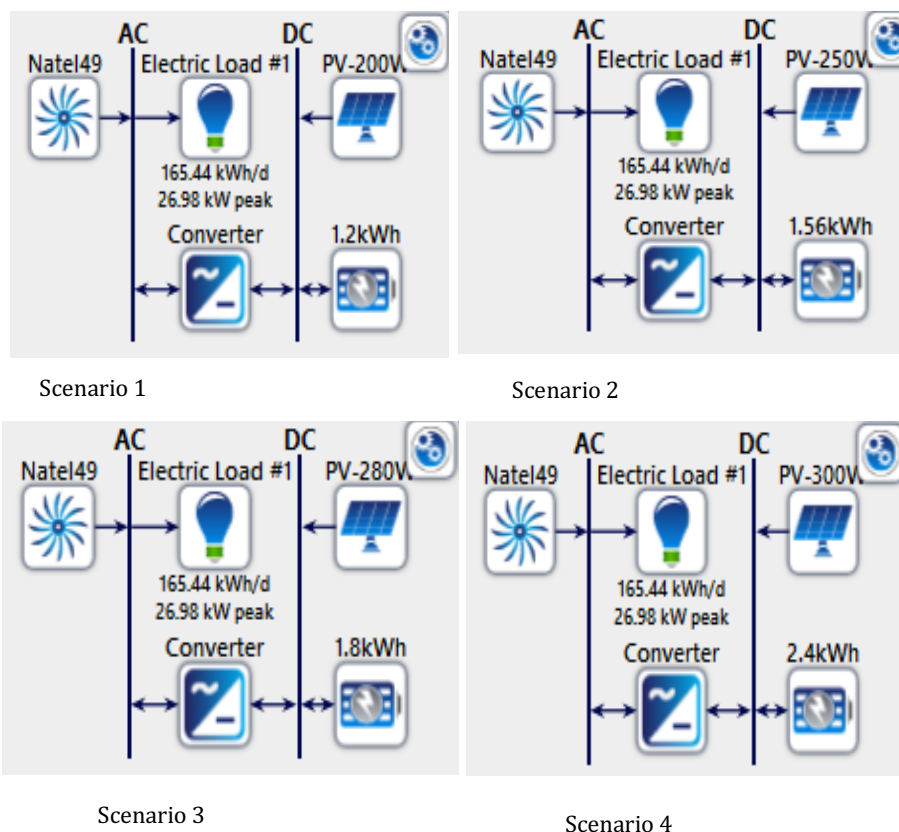 AC DC
Natel49 Electric Load #1 PV-200W
165.44 kWh/d
26.98 kW peak
Converter 1.2kWh
Scenario 1
AC DC
Natel49 Electric Load #1 PV-250W
165.44 kWh/d
26.98 kW peak
Converter 1.56kWh
Scenario 2
AC DC
Natel49 Electric Load #1 PV-280W
165.44 kWh/d
26.98 kW peak
Converter 1.8kWh
Scenario 3
AC DC
Natel49 Electric Load #1 PV-300W
165.44 kWh/d
26.98 kW peak
Converter 2.4kWh
Scenario 4